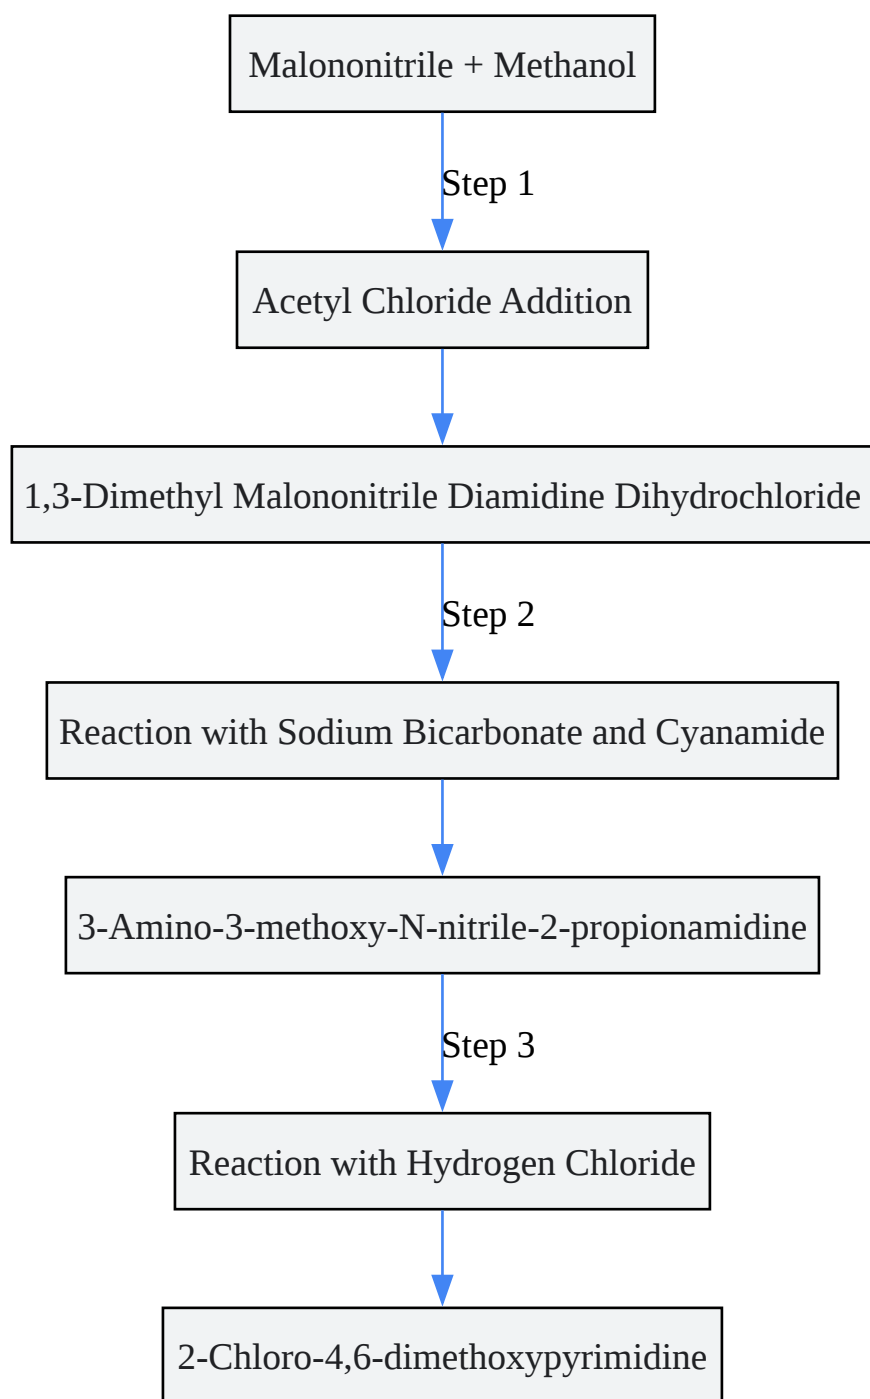 Malononitrile + Methanol
Step 1
Acetyl Chloride Addition
1,3-Dimethyl Malononitrile Diamidine Dihydrochloride
Step 2
Reaction with Sodium Bicarbonate and Cyanamide
3-Amino-3-methoxy-N-nitrile-2-propionamidine
Step 3
Reaction with Hydrogen Chloride
2-Chloro-4,6-dimethoxypyrimidine